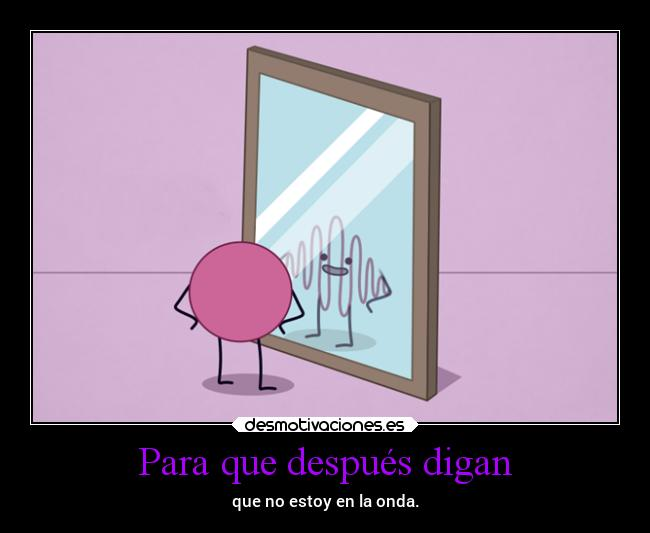 desmotivaciones.es
Para que después digan
que no estoy en la onda.